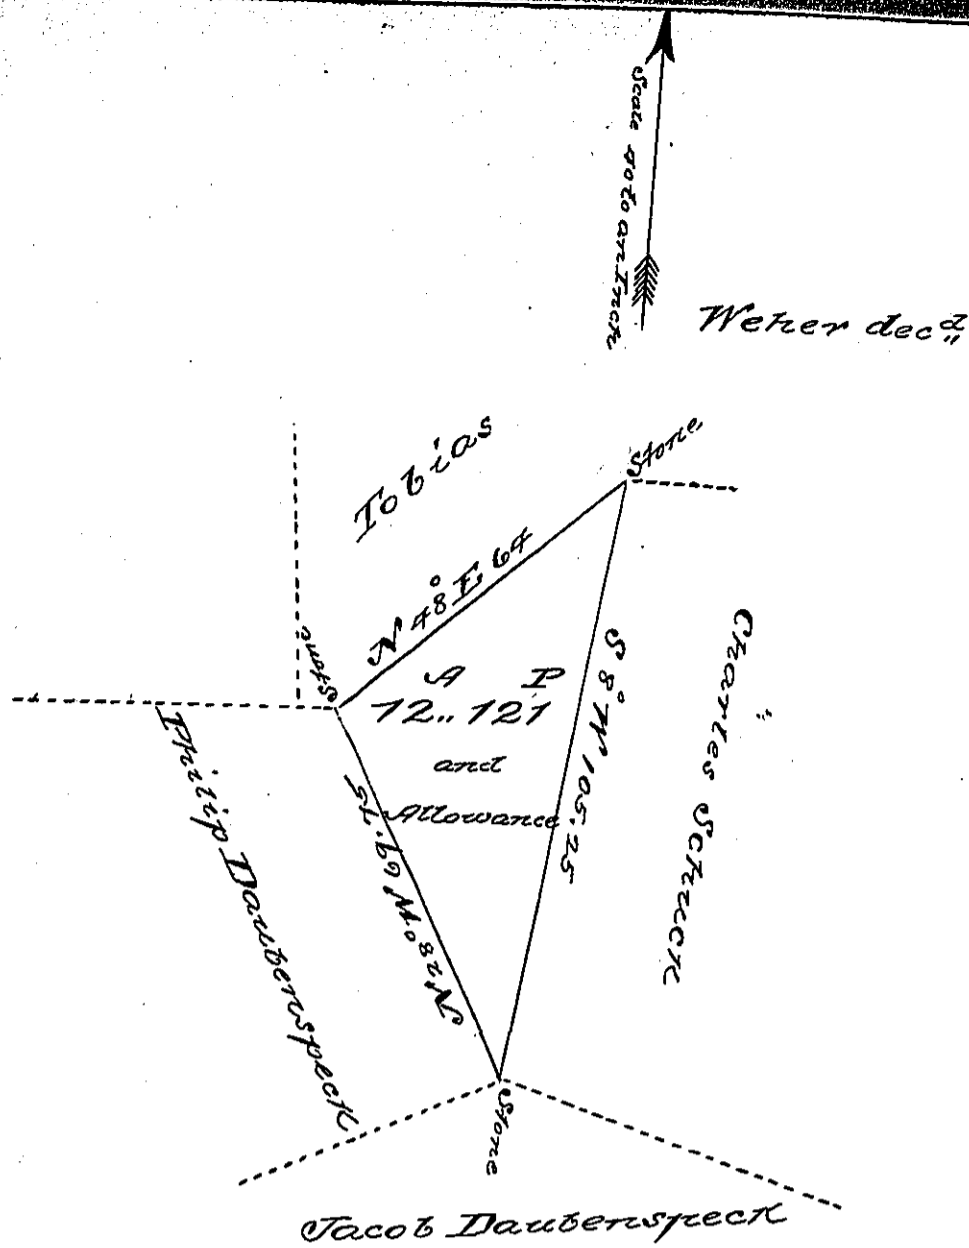 Scale 40 to an Inch
Weher dec.d
Tobias
Stone
N 48° E 64
Stone
A P
12.. 121
and
Allowance
S 8° W 105.25
Charles Schuck
N 28° W 69.75
Philip Daubenspeck
Stone
Jacob Daubenspeck